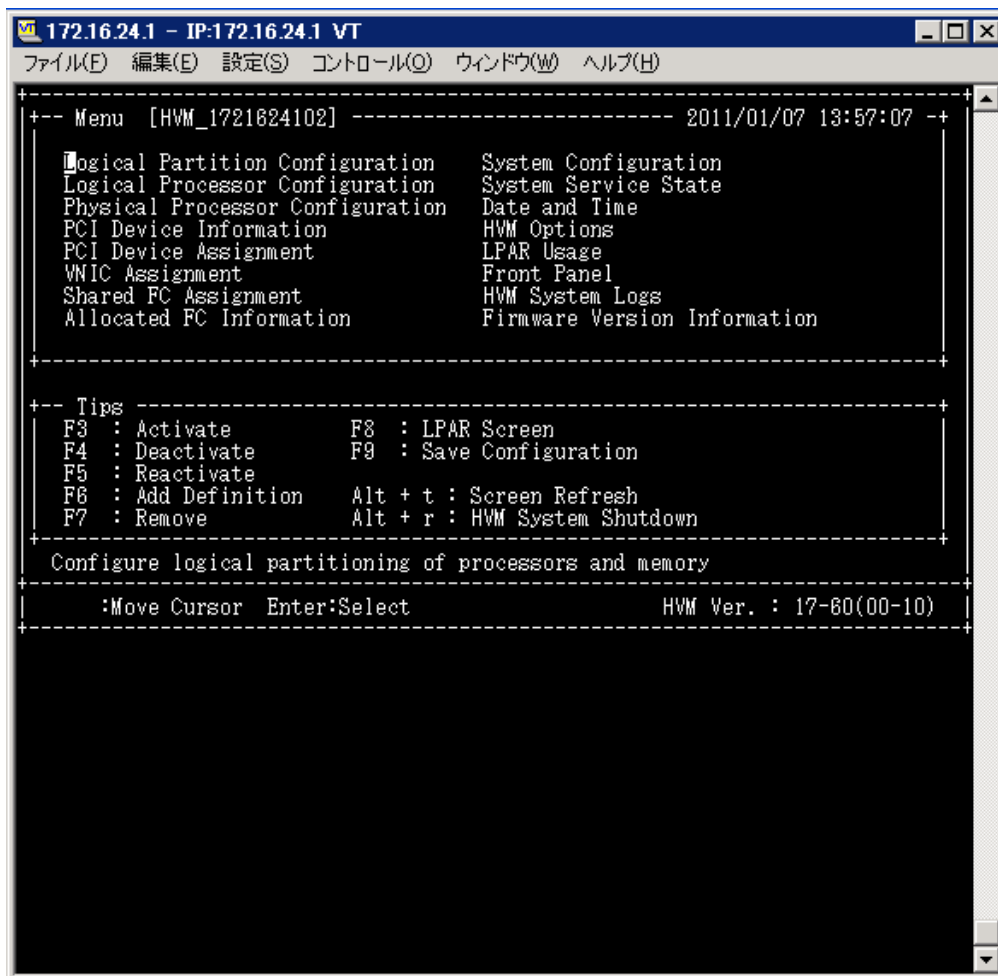 172.16.24.1 - IP:172.16.24.1 VT
ファイル(F) 編集(E) 設定(S) コントロール(O) ウィンドウ(W) ヘルプ(H)
Menu [HVM_1721624102] 2011/01/07 13:57:07
Logical Partition Configuration System Configuration
Logical Processor Configuration System Service State
Physical Processor Configuration Date and Time
PCI Device Information HVM Options
PCI Device Assignment LPAR Usage
VNIC Assignment Front Panel
Shared FC Assignment HVM System Logs
Allocated FC Information Firmware Version Information
Tips
F3 : Activate F8 : LPAR Screen
F4 : Deactivate F9 : Save Configuration
F5 : Reactivate
F6 : Add Definition Alt + t : Screen Refresh
F7 : Remove Alt + r : HVM System Shutdown
Configure logical partitioning of processors and memory
:Move Cursor Enter:Select HVM Ver. : 17-60(00-10)